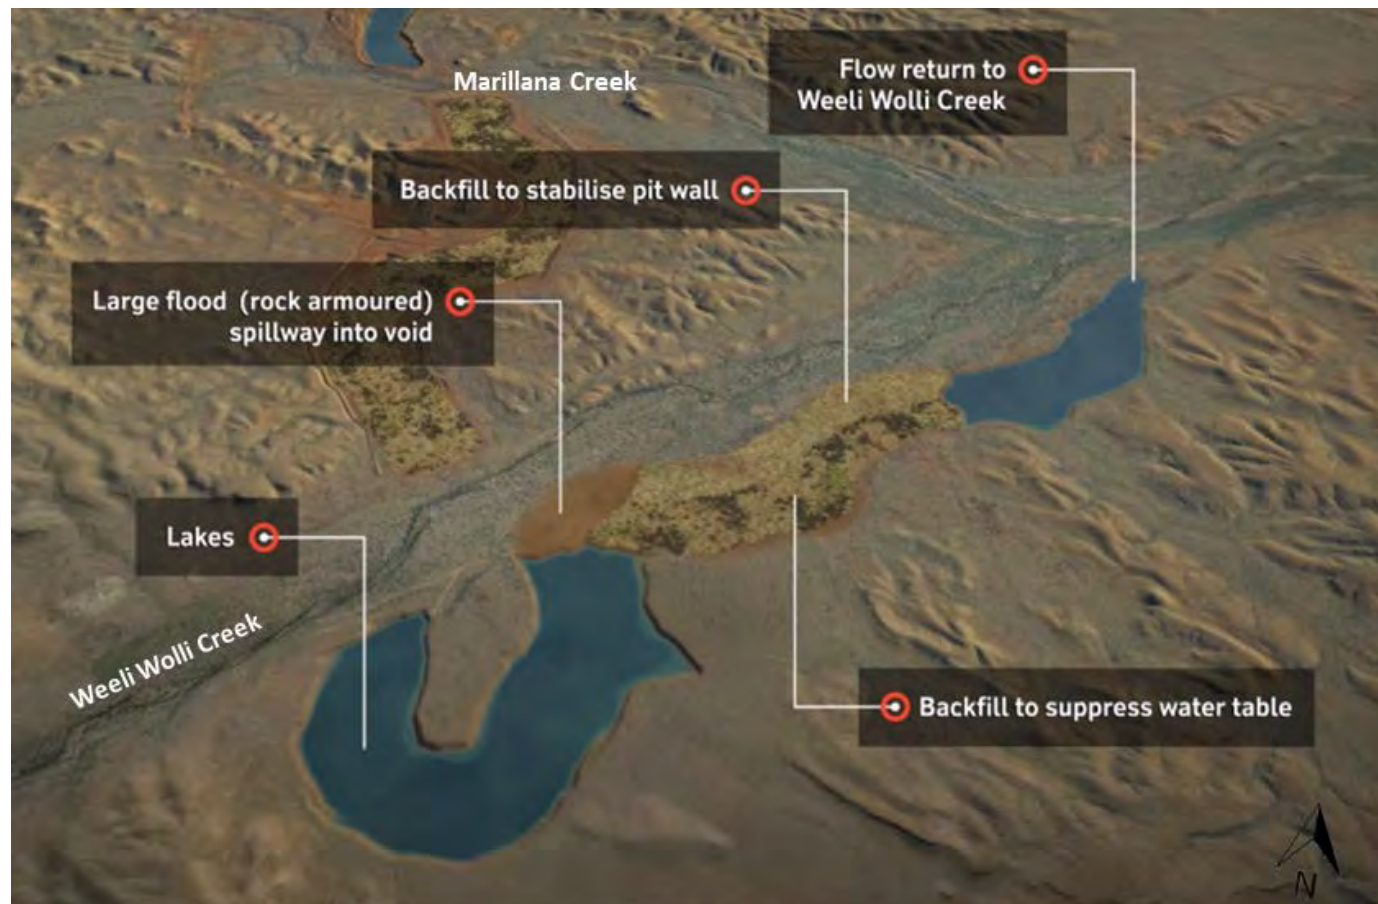 Marillana Creek
Flow return to
Weeli Wolli Creek
Backfill to stabilise pit wall
Large flood (rock armoured)
spillway into void
Lakes
Weeli Wolli Creek
Backfill to suppress water table
N